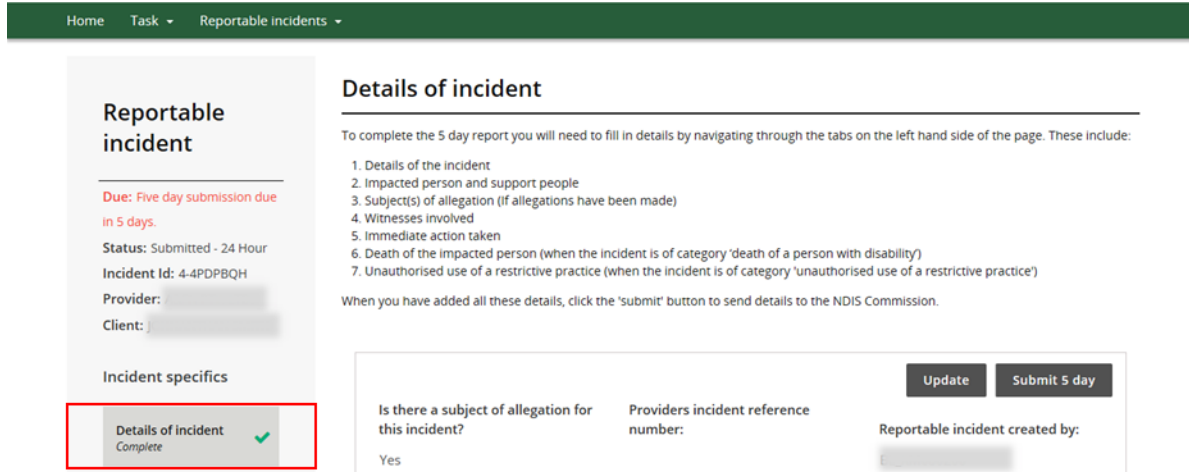 Home Task Reportable incidents
Reportable
incident
Due: Five day submission due
in 5 days.
Status: Submitted - 24 Hour
Incident Id: 4-4PDPBQH
Provider:
Client:
Incident specifics
Details of incident
Complete
Details of incident
To complete the 5 day report you will need to fill in details by navigating through the tabs on the left hand side of the page. These include:
1. Details of the incident
2. Impacted person and support people
3. Subject(s) of allegation (If allegations have been made)
4. Witnesses involved
5. Immediate action taken
6. Death of the impacted person (when the incident is of category 'death of a person with disability')
7. Unauthorised use of a restrictive practice (when the incident is of category 'unauthorised use of a restrictive practice')
When you have added all these details, click the 'submit' button to send details to the NDIS Commission.
Update Submit 5 day
Is there a subject of allegation for
this incident?
Yes
Providers incident reference
number:
Reportable incident created by: